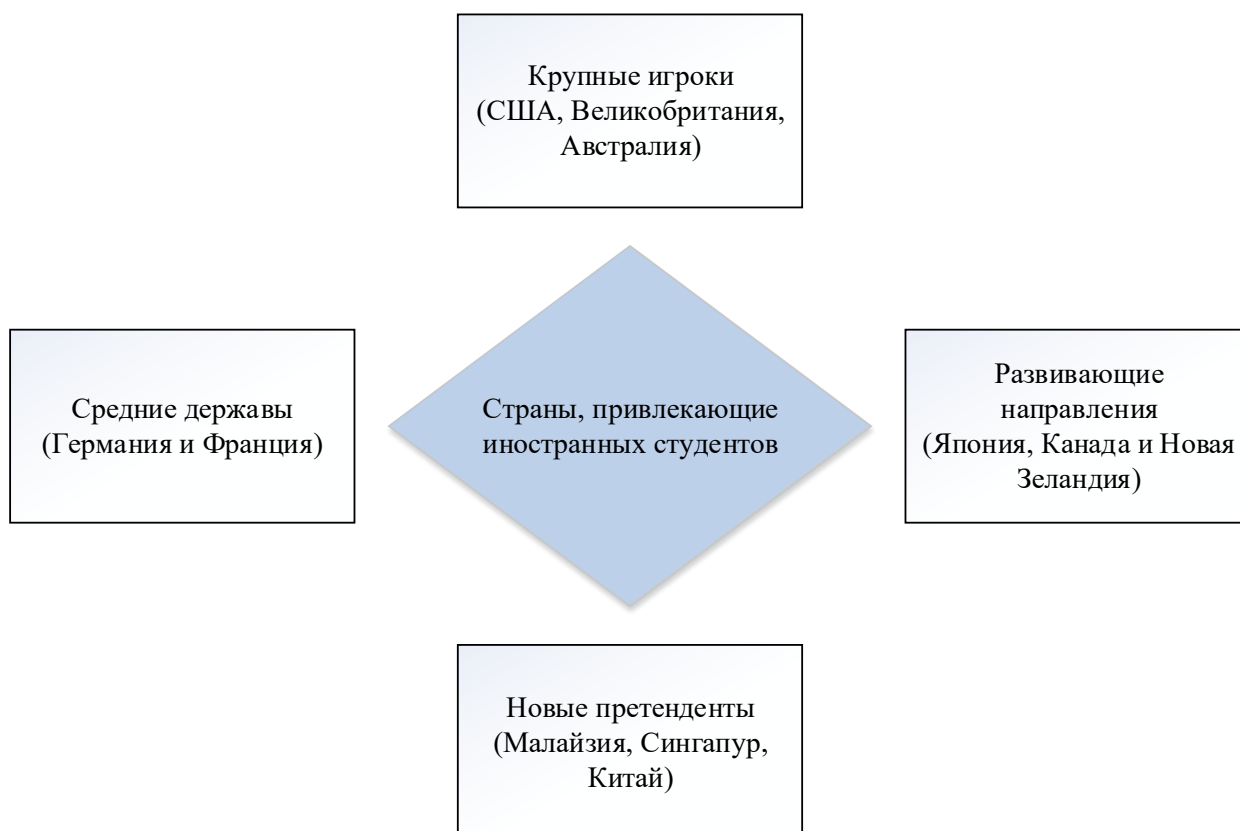 Крупные игроки
(США, Великобритания,
Австралия)
Средние державы
(Германия и Франция)
Страны, привлекающие
иностранных студентов
Развивающие
направления
(Япония, Канада и Новая
Зеландия)
Новые претенденты
(Малайзия, Сингапур,
Китай)